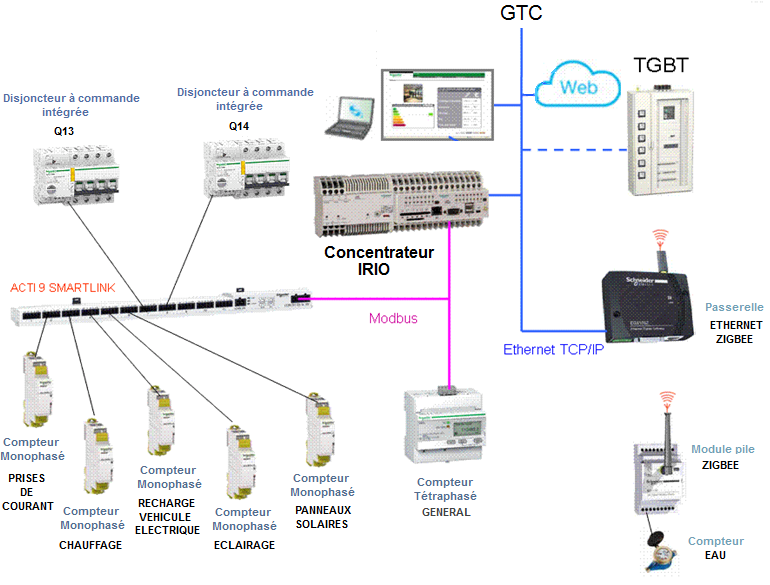 GTC
Web
TGBT
Disjoncteur à commande
intégrée
Q13
Disjoncteur à commande
intégrée
Q14
Concentrateur
IRIO
ACTI 9 SMARTLINK
Modbus
Schneider
Passerelle
ETHERNET
ZIGBEE
Ethernet TCP/IP
Compteur
Monophasé
PRISES
DE
COURANT
Compteur
Monophasé
CHAUFFAGE
Compteur
Monophasé
RECHARGE
VEHICULE
ELECTRIQUE
Compteur
Monophasé
ECLAIRAGE
Compteur
Monophasé
PANNEAUX
SOLAIRES
Compteur
Tétraphasé
GENERAL
Module pile
ZIGBEE
Compteur
EAU